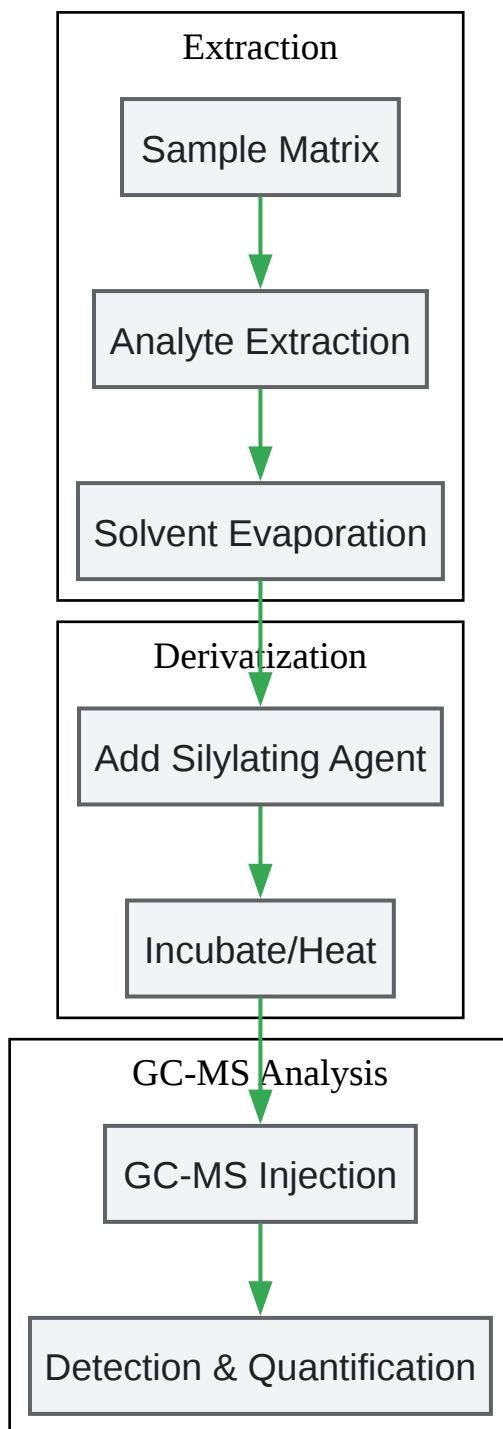 Extraction
Sample Matrix
Analyte Extraction
Solvent Evaporation
Derivatization
Add Silylating Agent
Incubate/Heat
GC-MS Analysis
GC-MS Injection
Detection & Quantification